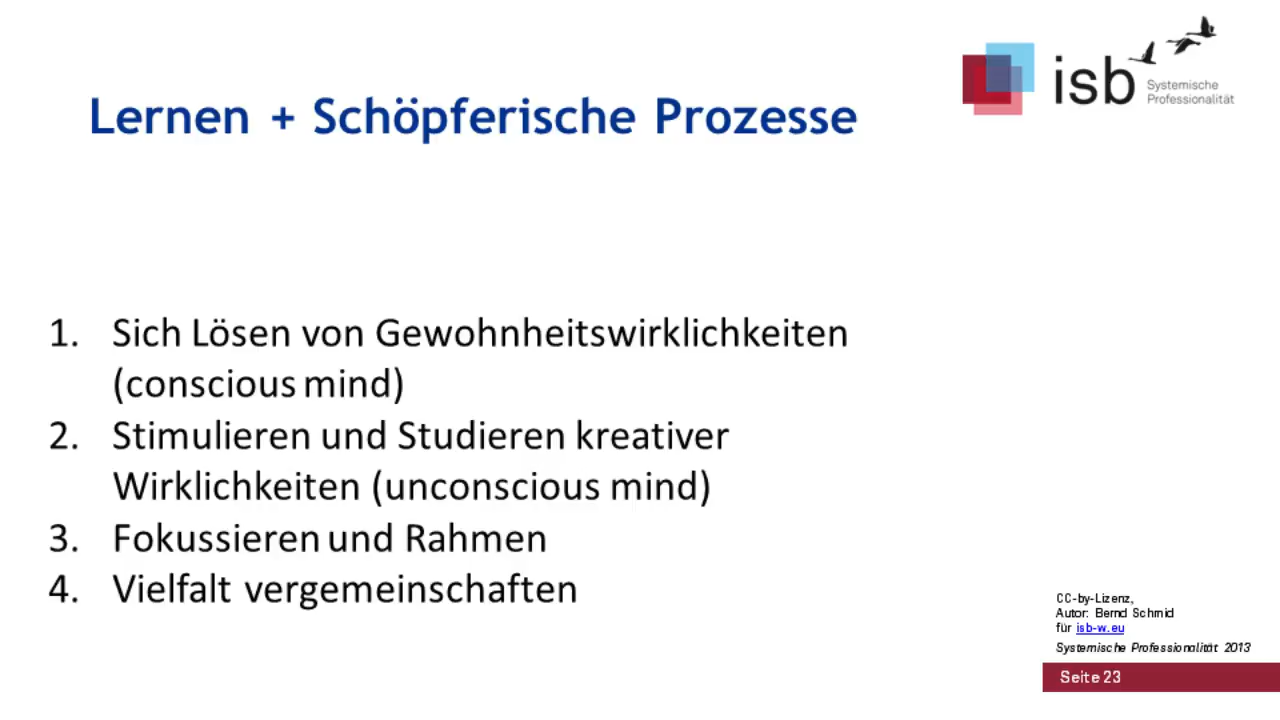 isb
Systemische
Professionalität
Lernen + Schöpferische Prozesse
1. Sich Lösen von Gewohnheitswirklichkeiten
(conscious mind)
2. Stimulieren und Studieren kreativer
Wirklichkeiten (unconscious mind)
3. Fokussieren und Rahmen
4. Vielfalt vergemeinschaften
CC-by-Lizenz,
Autor: Bernd Schmid
für isb-w.eu
Systemische Professionalität 2013
Seite 23